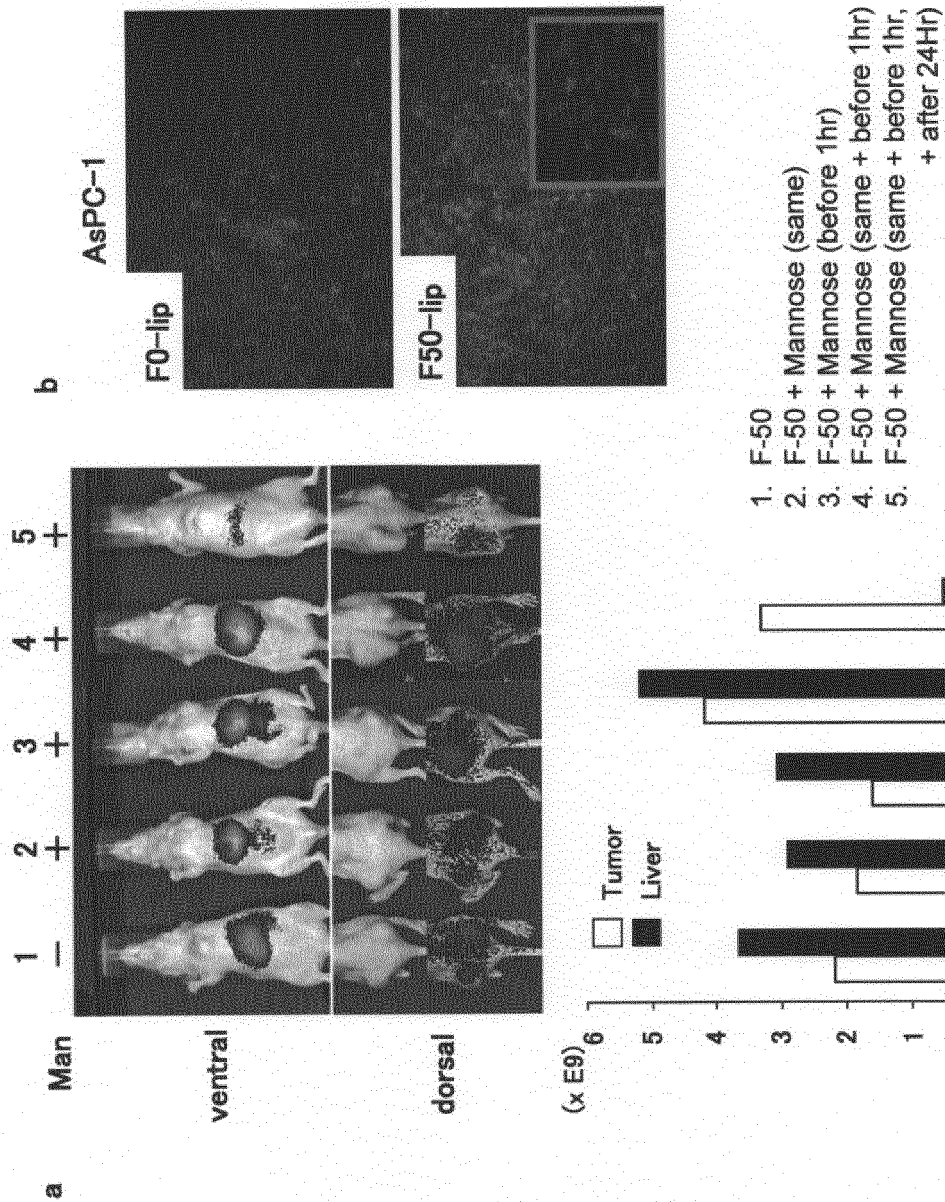 a
Man
1 2 3 4 5
− + + + +
ventral
dorsal
(x E9)
6
5
4
3
2
1
Tumor
Liver
b
AsPC−1
F0−lip
F50−lip
1. F-50
2. F-50 + Mannose (same)
3. F-50 + Mannose (before 1hr)
4. F-50 + Mannose (same + before 1hr)
5. F-50 + Mannose (same + before 1hr,
+ after 24Hr)